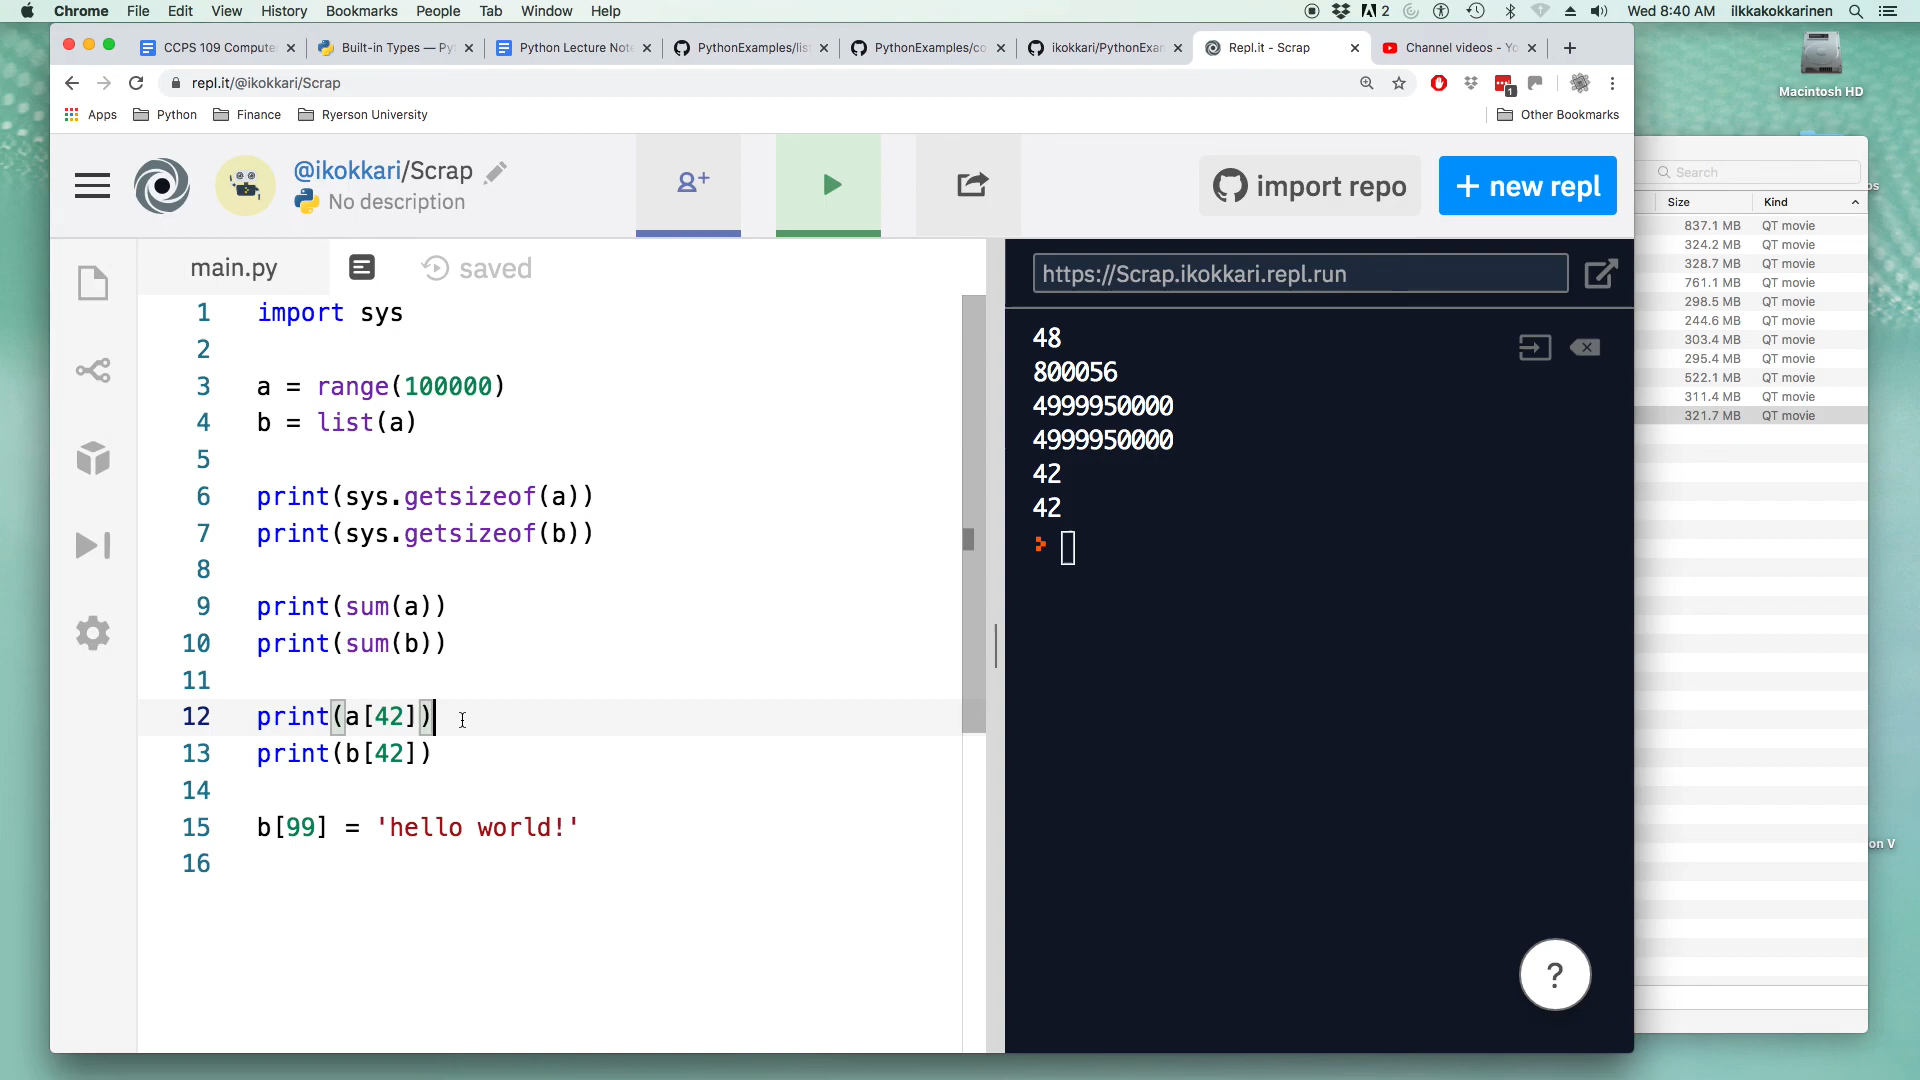 Chrome File Edit View History Bookmarks People Tab Window Help 2 Wed 8:40 AM ilkkakokkarinen
CCPS 109 Compute Built-in Types — Py Python Lecture Note PythonExamples/lis PythonExamples/co ikokkari/PythonExam Repl.it - Scrap Channel videos - Yo
repl.it/@ikokkari/Scrap 1
Apps Python Finance Ryerson University Other Bookmarks
Macintosh HD
@ikokkari/Scrap
No description
import repo
+ new repl
Search
os
Size Kind
837.1 MB QT movie
324.2 MB QT movie
328.7 MB QT movie
761.1 MB QT movie
298.5 MB QT movie
244.6 MB QT movie
303.4 MB QT movie
295.4 MB QT movie
522.1 MB QT movie
311.4 MB QT movie
321.7 MB QT movie
on V
main.py saved
1 import sys
2
3 a = range(100000)
4 b = list(a)
5
6 print(sys.getsizeof(a))
7 print(sys.getsizeof(b))
8
9 print(sum(a))
10 print(sum(b))
11
12 print(a[42])
13 print(b[42])
14
15 b[99] = 'hello world!'
16
https://Scrap.ikokkari.repl.run
48
800056
4999950000
4999950000
42
42
?